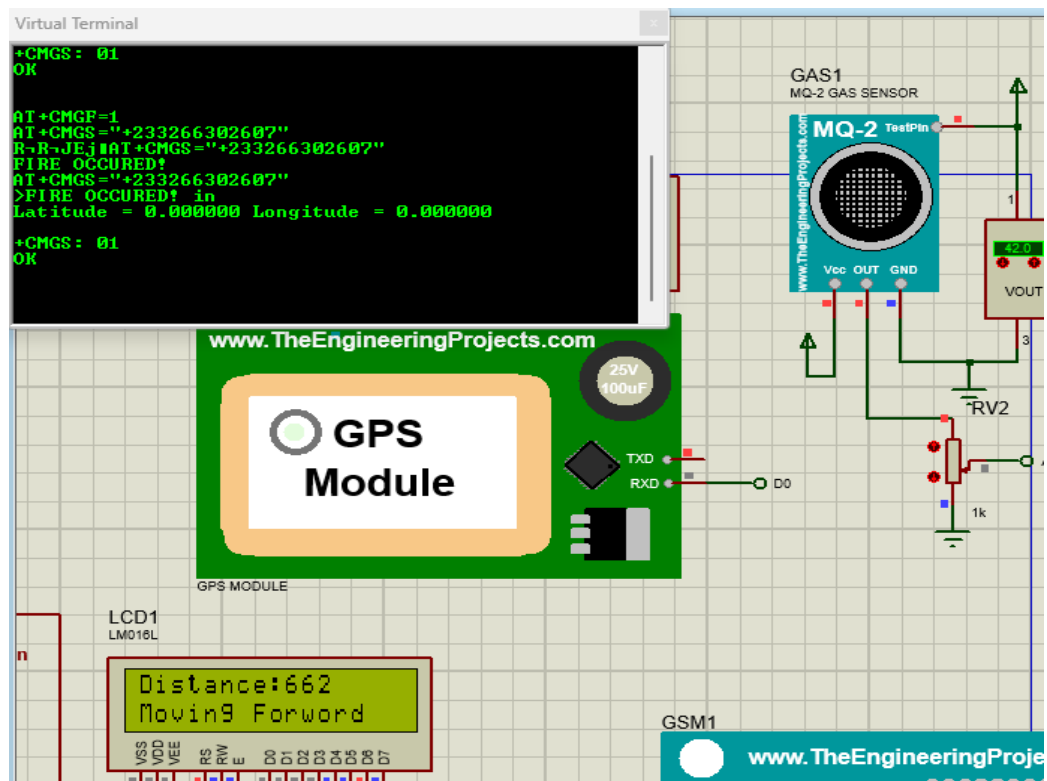 Virtual Terminal
+CMGS: 01
OK
AT+CMGF=1
AT+CMGS="+233266302607"
R¬R¬JEj∎AT+CMGS="+233266302607"
FIRE OCCURED!
AT+CMGS="+233266302607"
>FIRE OCCURED! in
Latitude = 0.000000 Longitude = 0.000000
+CMGS: 01
OK
GAS1
MQ-2 GAS SENSOR
MQ-2
TestPin
www.TheEngineeringProjects.com
Vcc OUT GND
1
42.0
VOUT
3
www.TheEngineeringProjects.com
25V
100uF
GPS
Module
TXD
RXD
D0
GPS MODULE
RV2
1k
LCD1
LM016L
n
Distance:662
Moving Forword
VSS
VDD
VEE
RS
RW
E
D0
D1
D2
D3
D4
D5
D6
D7
GSM1
www.TheEngineeringProje